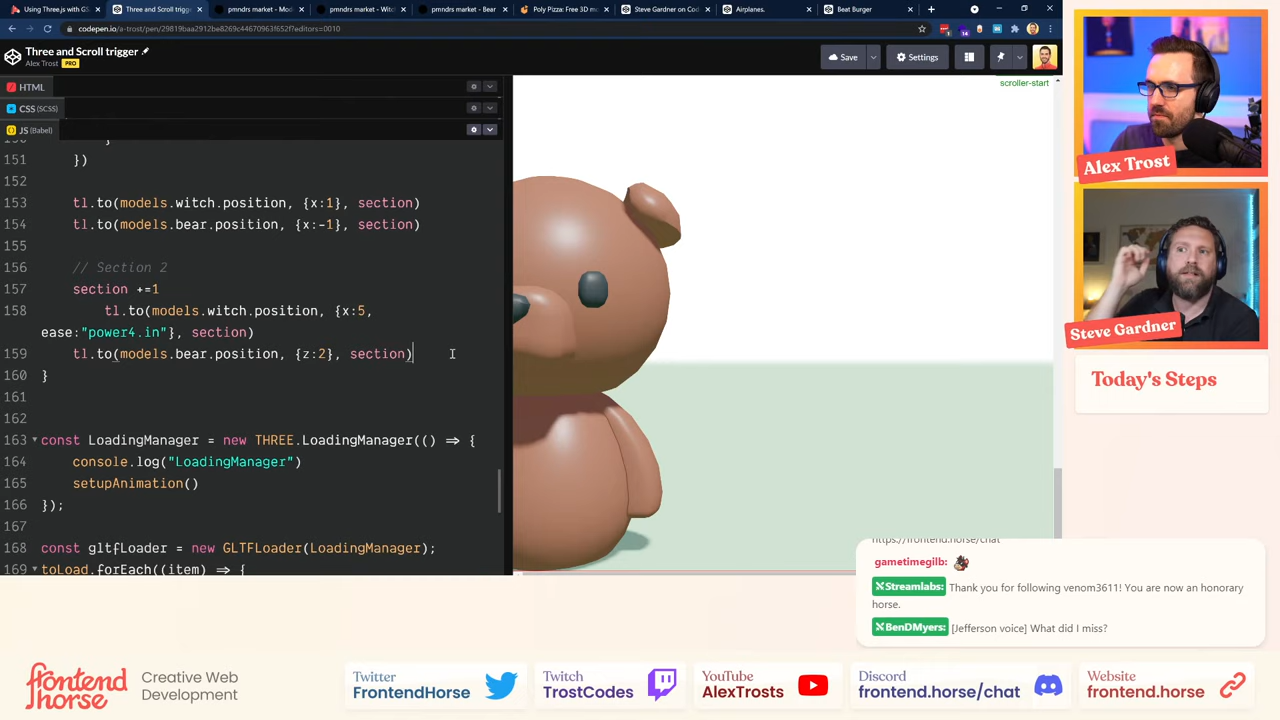 Using Three.js with GS
Three and Scroll trigge
pmndrs market - Mode
pmndrs market - Witc
pmndrs market - Bear
Poly Pizza: Free 3D m
Steve Gardner on Cod
Airplanes.
Beat Burger
codepen.io/a-trost/pen/29819baa2912be8269c44670963f652f?editors=0010
Three and Scroll trigger
Alex Trost PRO
Save
Settings
HTML
CSS (SCSS)
JS (Babel)
scroller-start
151 })
152
153 tl.to(models.witch.position, {x:1}, section)
154 tl.to(models.bear.position, {x:-1}, section)
155
156 // Section 2
157 section +=1
158 tl.to(models.witch.position, {x:5,
ease:"power4.in"}, section)
159 tl.to(models.bear.position, {z:2}, section)
160 }
161
162
163 const LoadingManager = new THREE.LoadingManager(() => {
164 console.log("LoadingManager")
165 setupAnimation()
166 });
167
168 const gltfLoader = new GLTFLoader(LoadingManager);
169 toLoad.forEach((item) => {
Alex Trost
Steve Gardner
Today's Steps
https://frontend.horse/chat
gametimegilb:
Streamlabs: Thank you for following venom3611! You are now an honorary
horse.
BenDMyers: [Jefferson voice] What did I miss?
frontend
horse
Creative Web
Development
Twitter
FrontendHorse
Twitch
TrostCodes
YouTube
AlexTrosts
Discord
frontend.horse/chat
Website
frontend.horse